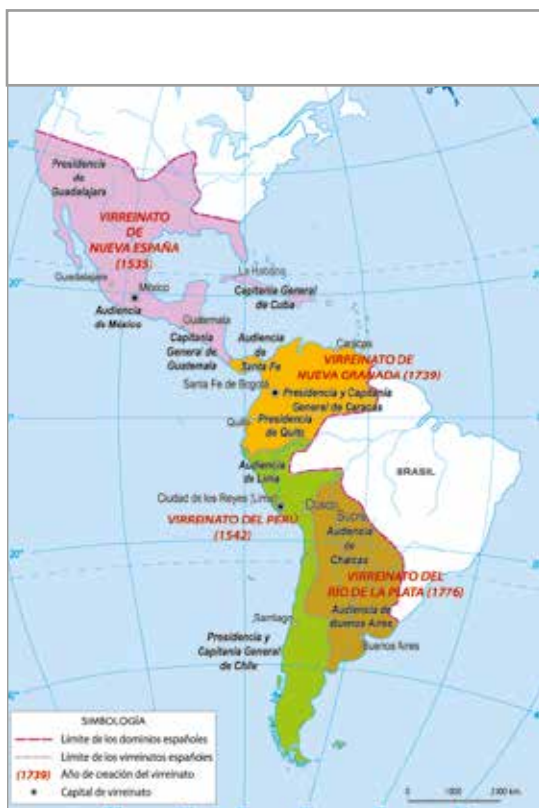 Presidencia
de
Guadalajara
VIRREINATO
DE
NUEVA ESPAÑA
(1535)
Guadalajara
México
Audiencia
de México
La Habana
Capitanía General
de Cuba
Guatemala
Capitanía
General de
Guatemala
Audiencia
de
Santa Fe
Caracas
VIRREINATO DE
NUEVA GRANADA (1739)
Santa Fe de Bogotá
Presidencia y Capitanía
General de Caracas
Quito
Presidencia
de Quito
Audiencia
de Lima
BRASIL
Ciudad de los Reyes (Lima)
VIRREINATO DEL PERÚ
(1542)
Cusco
Sucre
Audiencia
de
Charcas
VIRREINATO DEL
RÍO DE LA PLATA (1776)
Audiencia de
Buenos Aires
Santiago
Buenos Aires
Presidencia y
Capitanía General
de Chile
SIMBOLOGÍA
Límite de los dominios españoles
Límite de los virreinatos españoles
(1739) Año de creación del virreinato
Capital de virreinato
0 1000 2000 km.